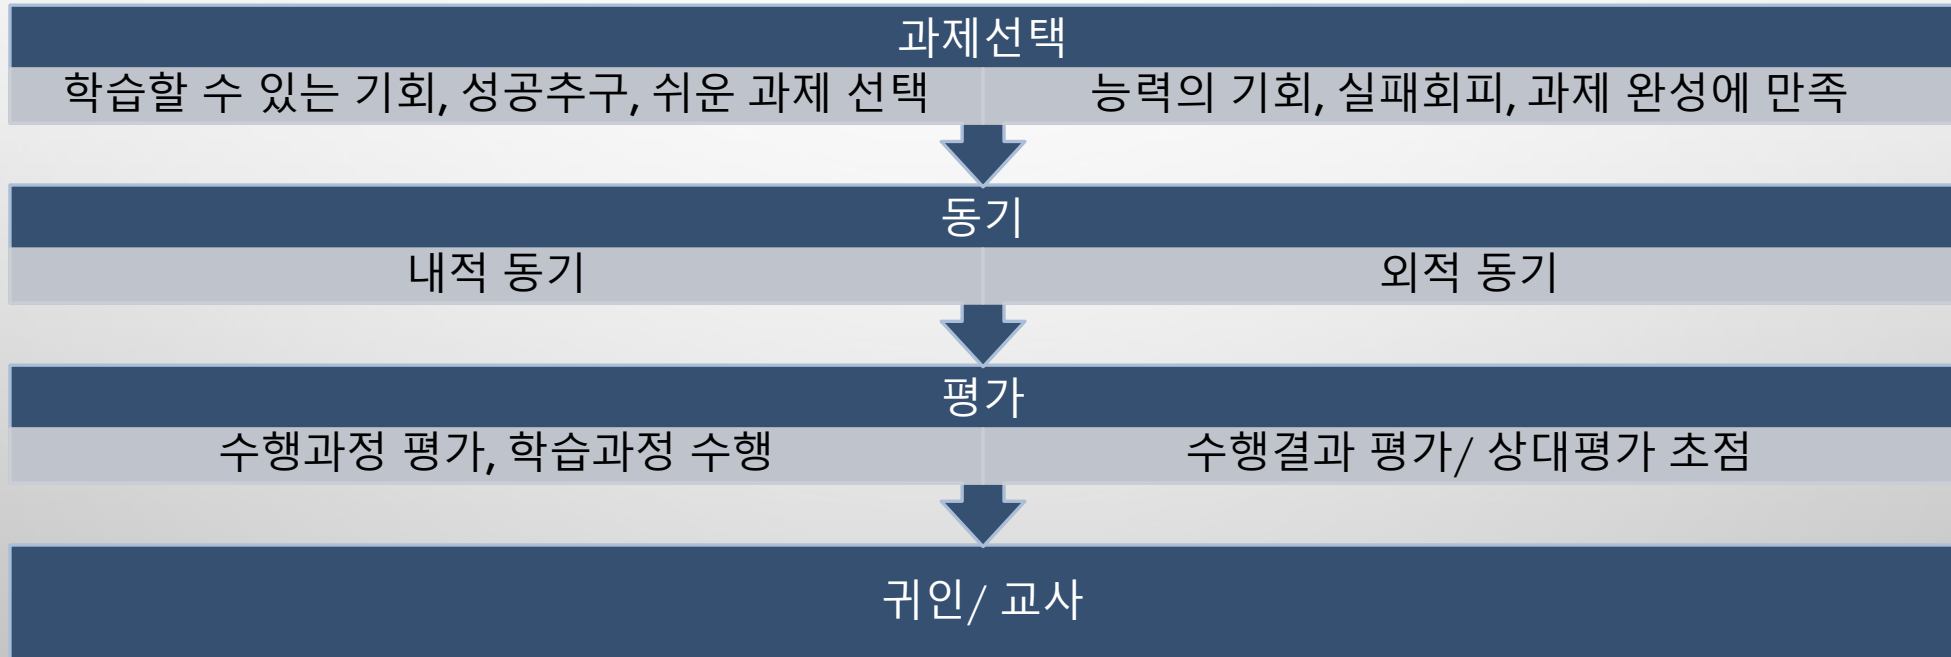 과제선택
학습할 수 있는 기회, 성공추구, 쉬운 과제 선택
능력의 기회, 실패회피, 과제 완성에 만족
동기
내적 동기
외적 동기
평가
수행과정 평가, 학습과정 수행
수행결과 평가/ 상대평가 초점
귀인/ 교사